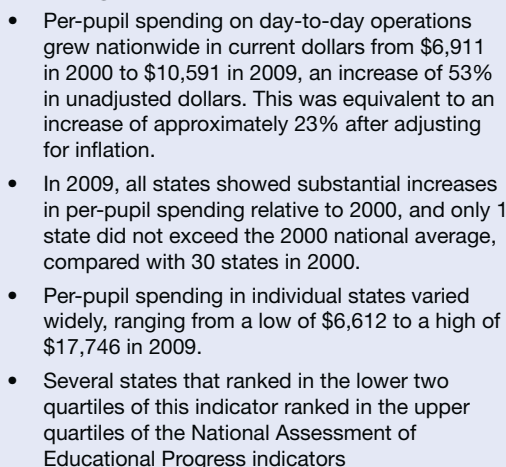 • Per-pupil spending on day-to-day operations
grew nationwide in current dollars from $6,911
in 2000 to $10,591 in 2009, an increase of 53%
in unadjusted dollars. This was equivalent to an
increase of approximately 23% after adjusting
for inflation.
• In 2009, all states showed substantial increases
in per-pupil spending relative to 2000, and only 1
state did not exceed the 2000 national average,
compared with 30 states in 2000.
• Per-pupil spending in individual states varied
widely, ranging from a low of $6,612 to a high of
$17,746 in 2009.
• Several states that ranked in the lower two
quartiles of this indicator ranked in the upper
quartiles of the National Assessment of
Educational Progress indicators